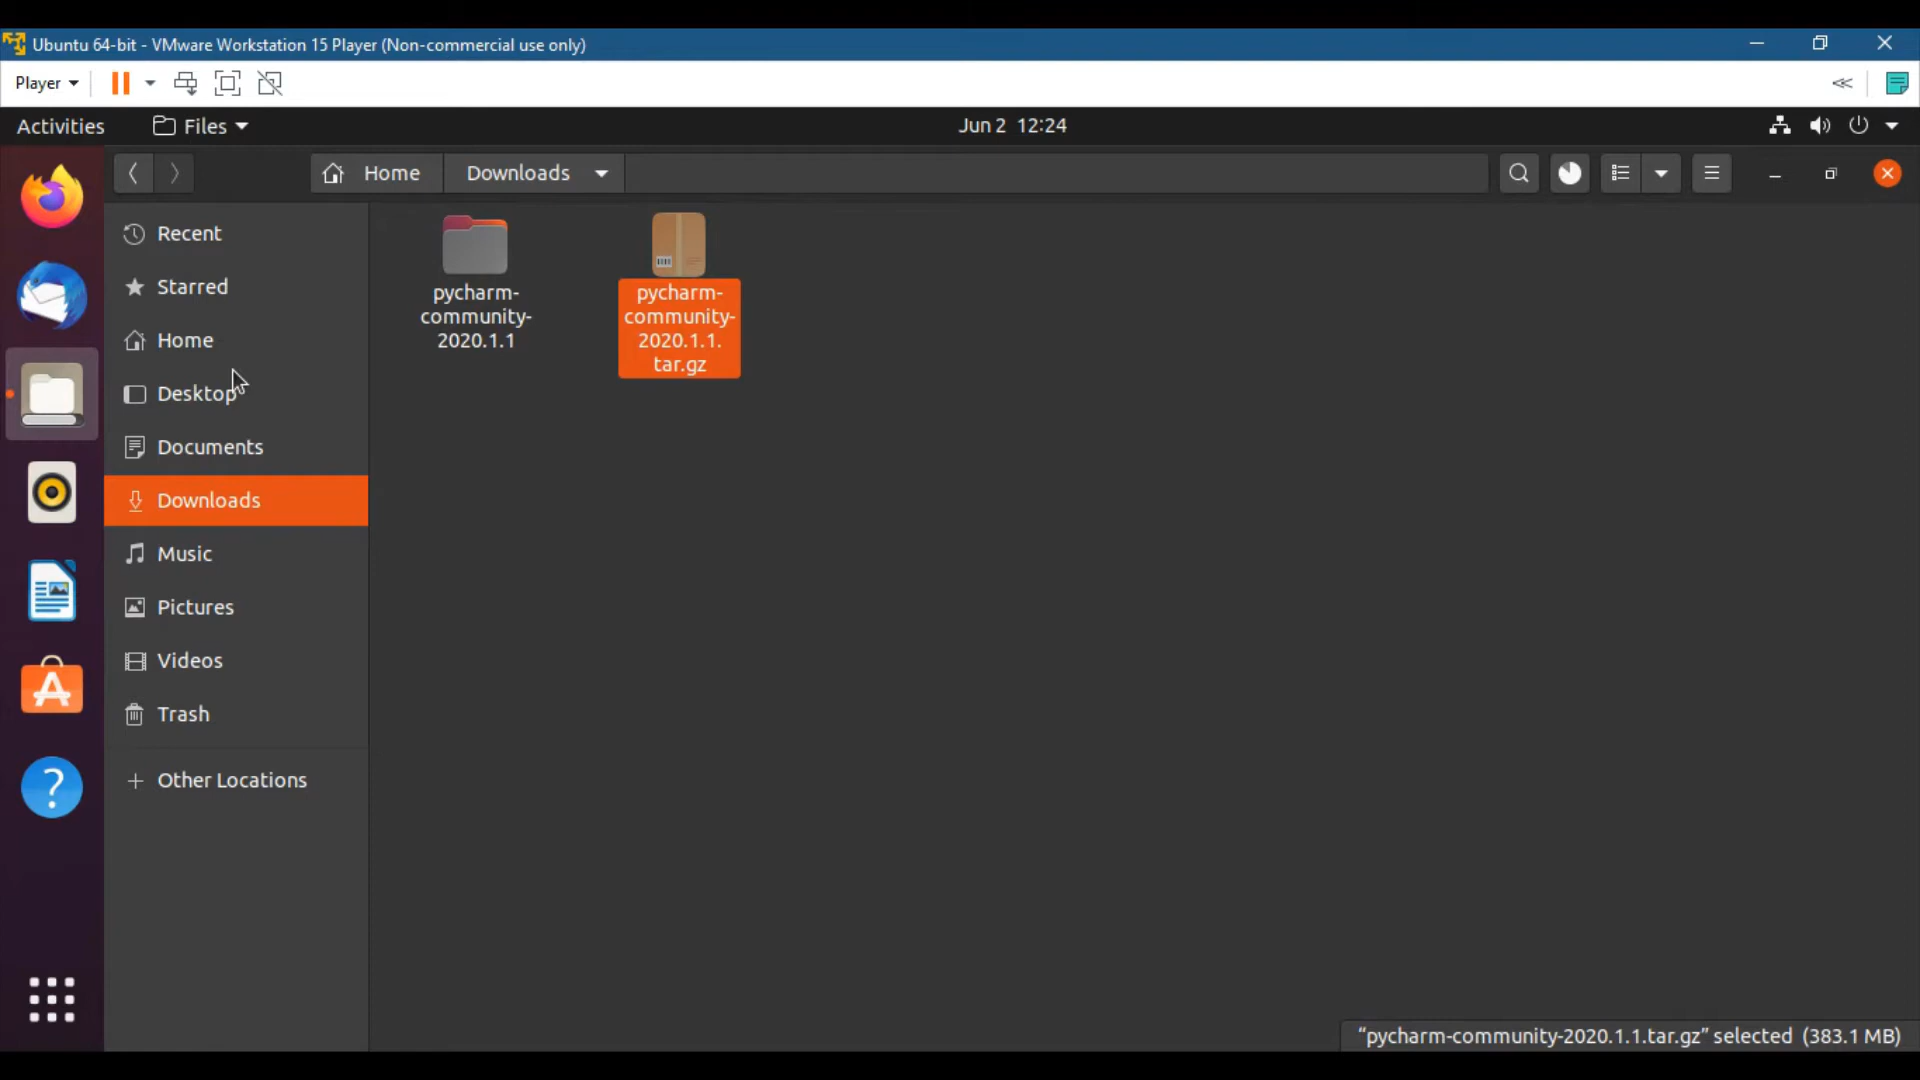 Ubuntu 64-bit - VMware Workstation 15 Player (Non-commercial use only)
Player
Activities
Files
Jun 2 12:24
Home
Downloads
Recent
Starred
Home
Desktop
Documents
Downloads
Music
Pictures
Videos
Trash
Other Locations
pycharm-
community-
2020.1.1
pycharm-
community-
2020.1.1.
tar.gz
“pycharm-community-2020.1.1.tar.gz” selected (383.1 MB)